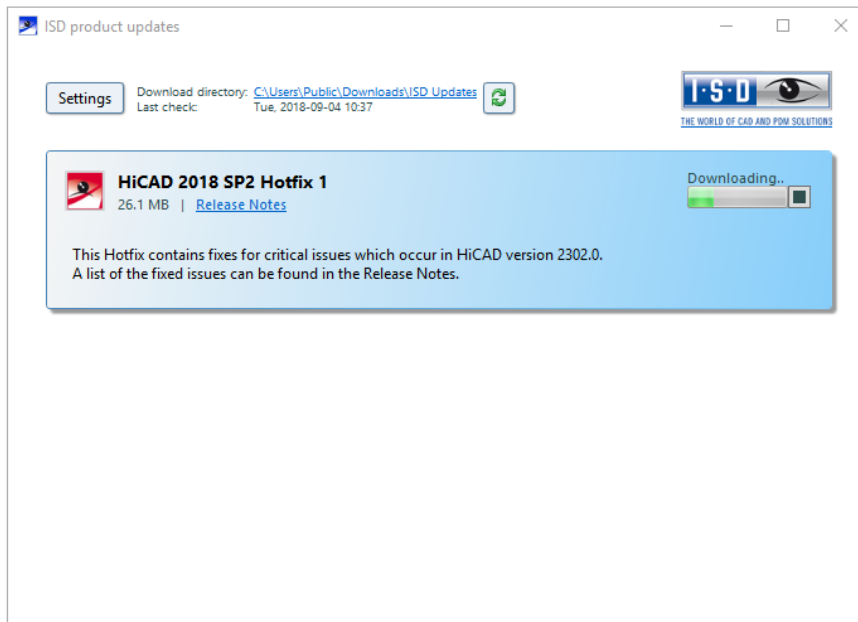 ISD product updates
Settings
Download directory: C:\Users\Public\Downloads\ISD Updates
Last check: Tue, 2018-09-04 10:37
I·S·D
THE WORLD OF CAD AND PDM SOLUTIONS
HiCAD 2018 SP2 Hotfix 1
26.1 MB | Release Notes
Downloading..
This Hotfix contains fixes for critical issues which occur in HiCAD version 2302.0.
A list of the fixed issues can be found in the Release Notes.